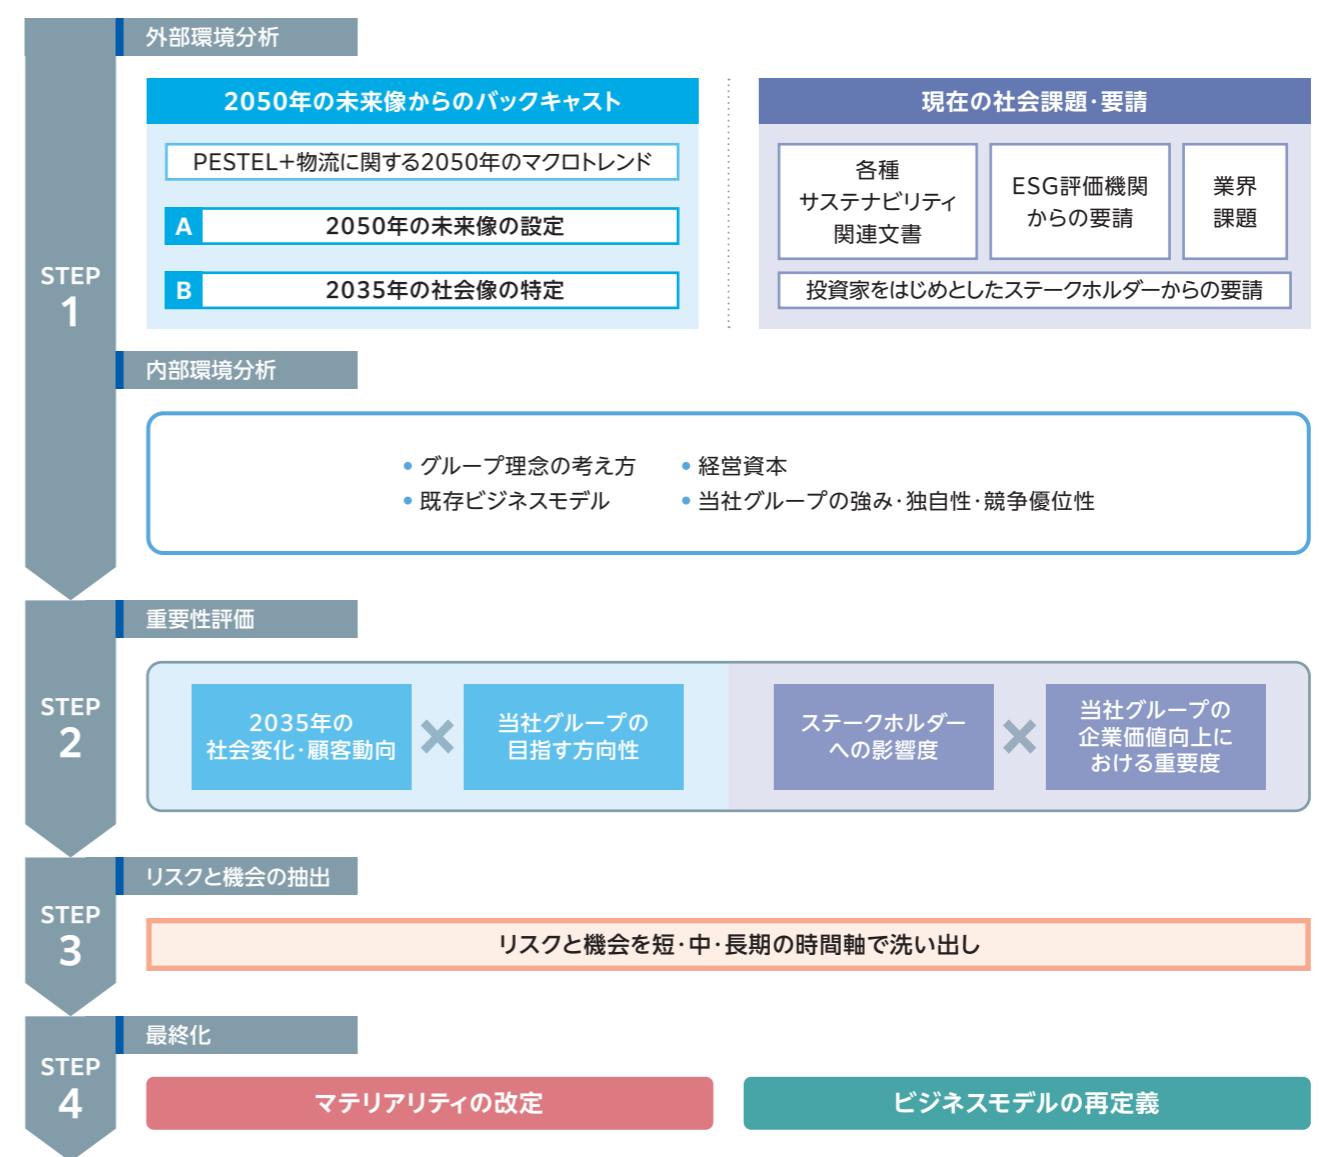 STEP
1
外部環境分析
2050年の未来像からのバックキャスト
PESTEL＋物流に関する2050年のマクロトレンド
A 2050年の未来像の設定
B 2035年の社会像の特定
現在の社会課題・要請
各種
サステナビリティ
関連文書
ESG評価機関
からの要請
業界
課題
投資家をはじめとしたステークホルダーからの要請
内部環境分析
• グループ理念の考え方
• 既存ビジネスモデル
• 経営資本
• 当社グループの強み・独自性・競争優位性
STEP
2
重要性評価
2035年の
社会変化・顧客動向
×
当社グループの
目指す方向性
ステークホルダー
への影響度
×
当社グループの
企業価値向上に
おける重要度
STEP
3
リスクと機会の抽出
リスクと機会を短・中・長期の時間軸で洗い出し
STEP
4
最終化
マテリアリティの改定
ビジネスモデルの再定義